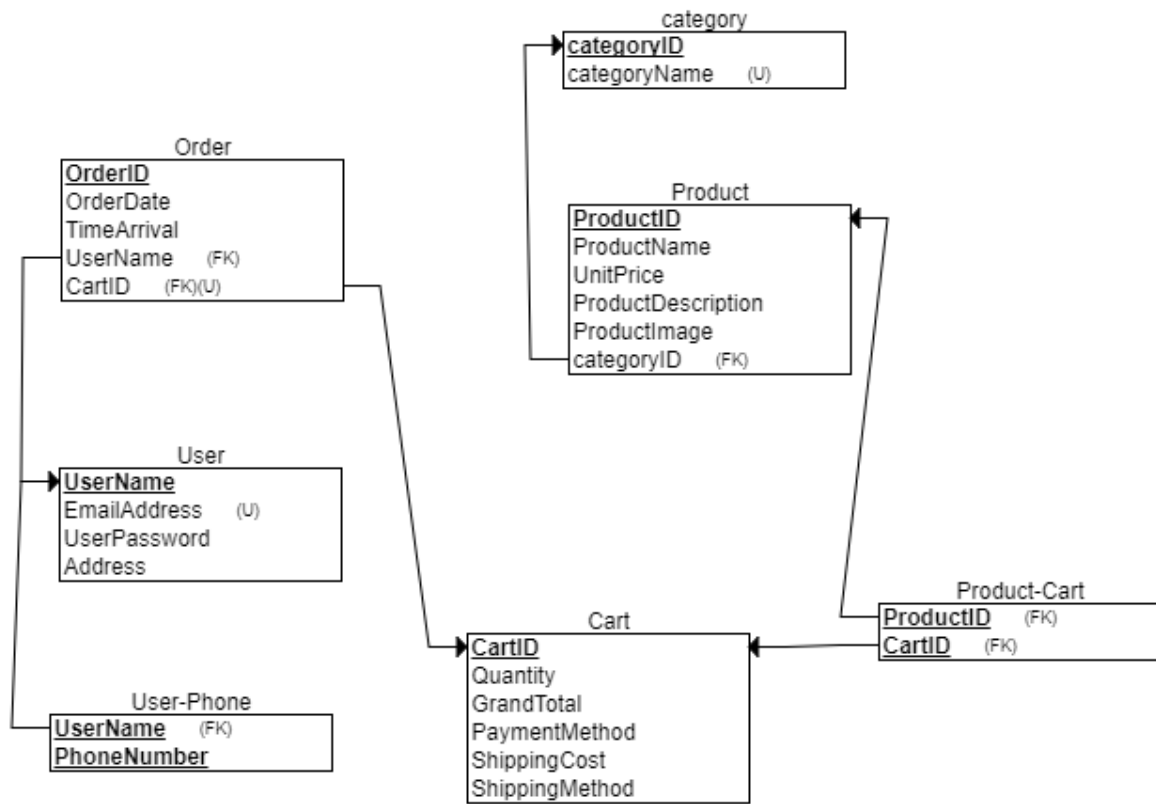 category
categoryID
categoryName (U)
Order
OrderID
OrderDate
TimeArrival
UserName (FK)
CartID (FK)(U)
Product
ProductID
ProductName
UnitPrice
ProductDescription
ProductImage
categoryID (FK)
User
UserName
EmailAddress (U)
UserPassword
Address
Product-Cart
ProductID (FK)
CartID (FK)
Cart
CartID
Quantity
GrandTotal
PaymentMethod
ShippingCost
ShippingMethod
User-Phone
UserName (FK)
PhoneNumber